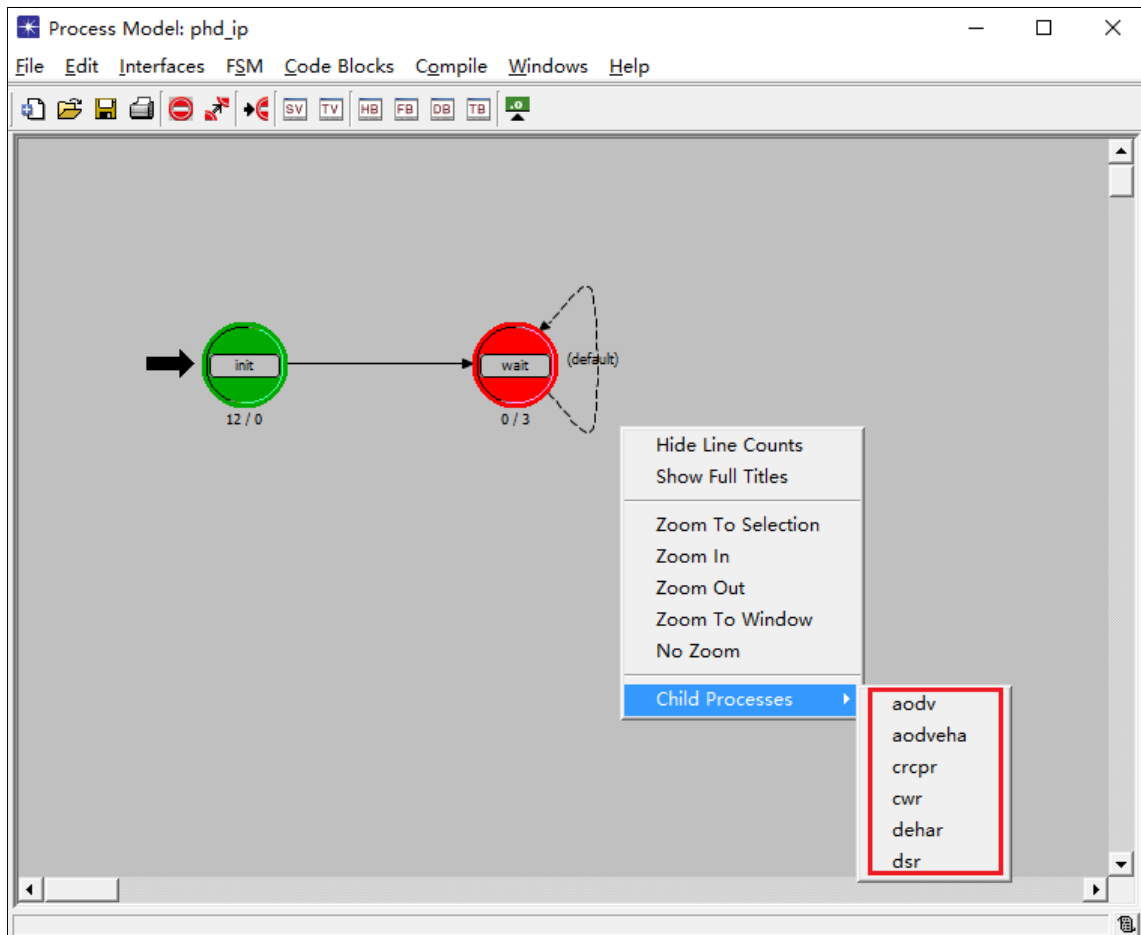 Process Model: phd_ip
File Edit Interfaces FSM Code Blocks Compile Windows Help
SV TV HB FB DB TB .0
init
wait
(default)
12 / 0
0 / 3
Hide Line Counts
Show Full Titles
Zoom To Selection
Zoom In
Zoom Out
Zoom To Window
No Zoom
Child Processes
aodv
aodveha
crcpr
cwr
dehar
dsr